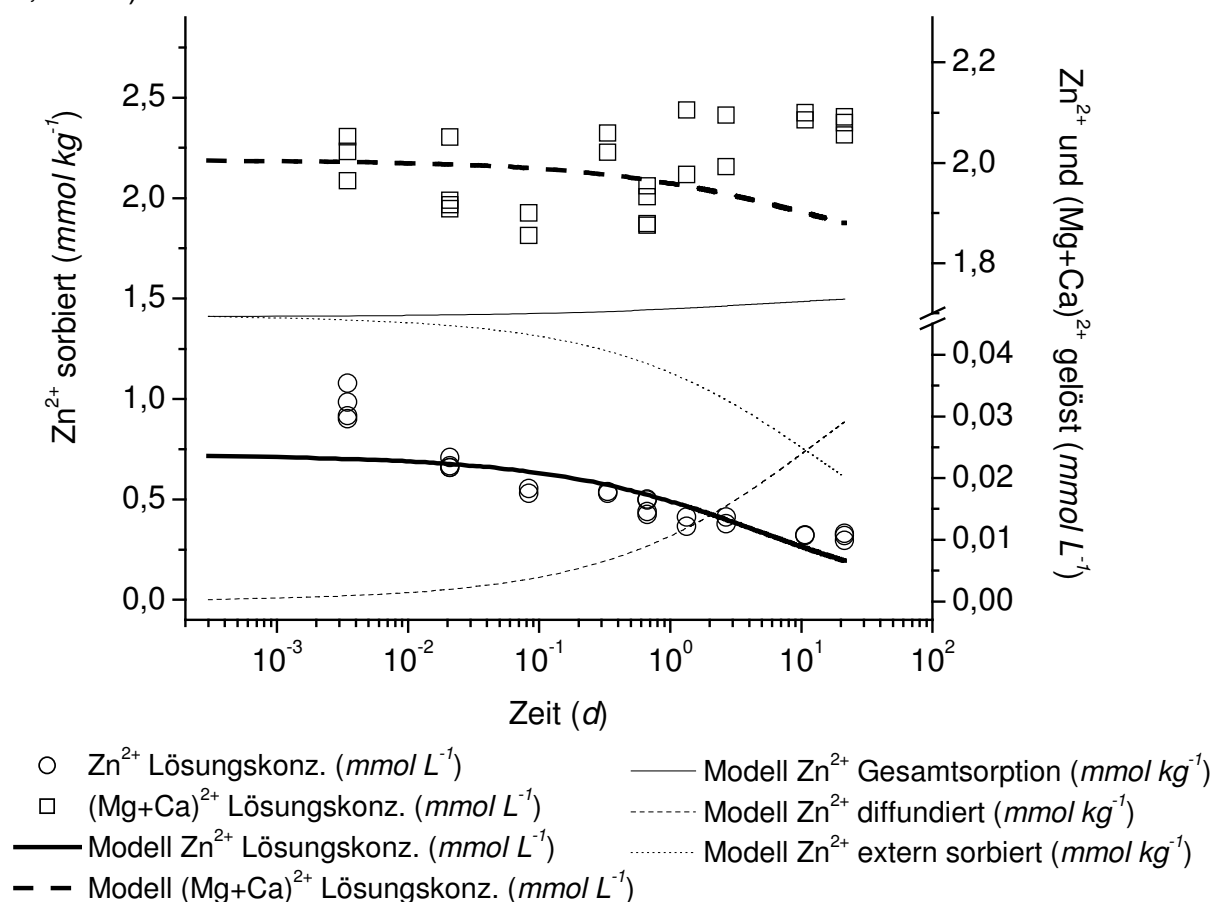 Zn2+ sorbiert (mmol kg-1)
2,5
2,0
1,5
1,0
0,5
0,0
2,2
2,0
1,8
0,04
0,03
0,02
0,01
0,00
Zn2+ und (Mg+Ca)2+ gelöst (mmol L-1)
10-3
10-2
10-1
100
101
102
Zeit (d)
Zn2+ Lösungskonz. (mmol L-1)
(Mg+Ca)2+ Lösungskonz. (mmol L-1)
Modell Zn2+ Lösungskonz. (mmol L-1)
Modell (Mg+Ca)2+ Lösungskonz. (mmol L-1)
Modell Zn2+ Gesamtsorption (mmol kg-1)
Modell Zn2+ diffundiert (mmol kg-1)
Modell Zn2+ extern sorbiert (mmol kg-1)